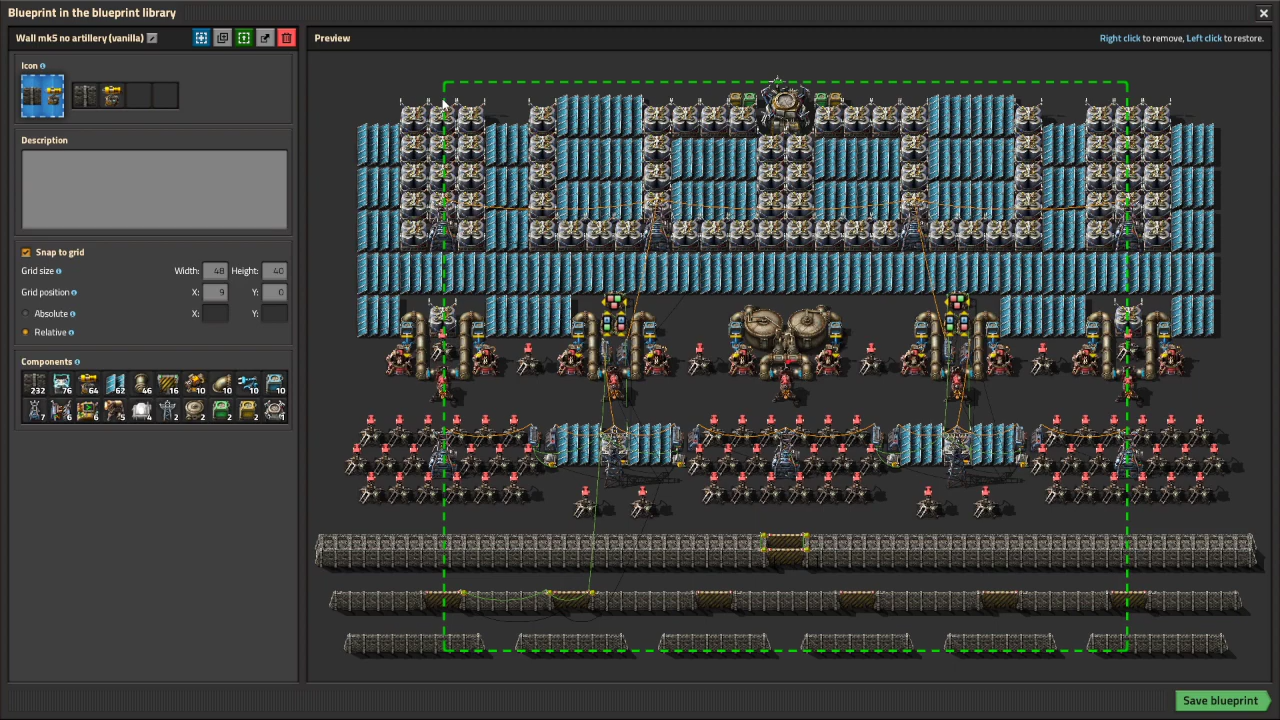 Blueprint in the blueprint library
Wall mk5 no artillery (vanilla)
Preview
Right click to remove, Left click to restore.
Icon
Description
Snap to grid
Grid size
Width: 48 Height: 40
Grid position
X: 9 Y: 0
Absolute
X: Y:
Relative
Components
232 76 64 62 46 16 10 10 10 10
7 6 6 5 4 2 2 2 2 1
Save blueprint